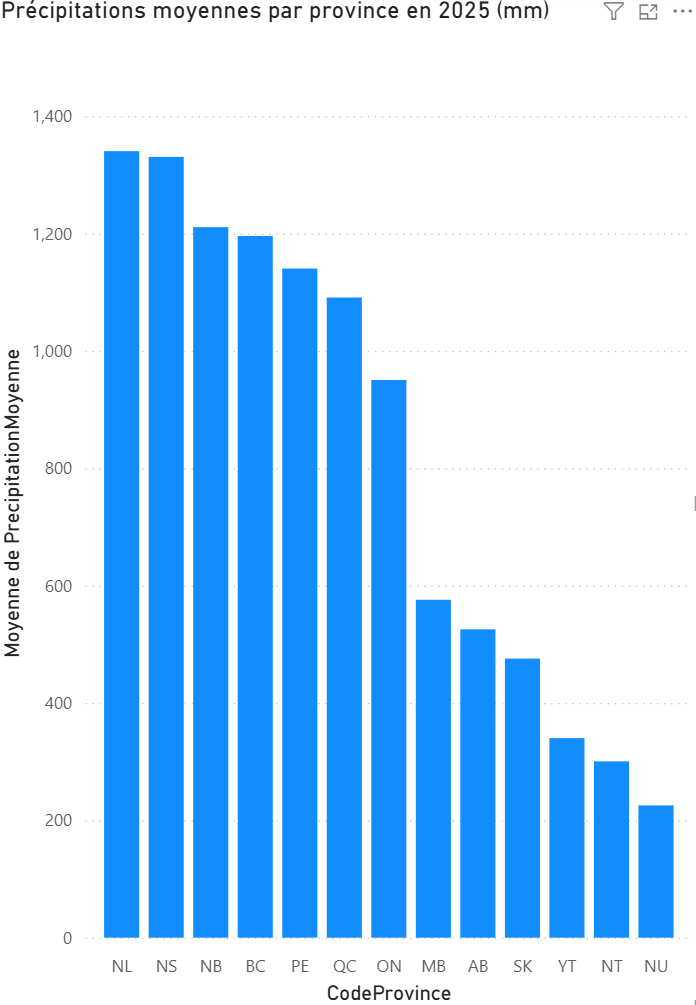 Précipitations moyennes par province en 2025 (mm)
1,400
1,200
1,000
800
600
400
200
0
Moyenne de PrecipitationMoyenne
NL NS NB BC PE QC ON MB AB SK YT NT NU
CodeProvince